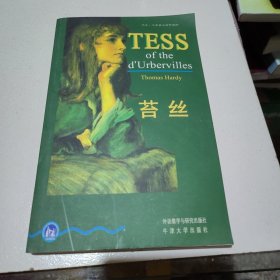 TESS
of the
d'Urbervilles
Thomas Hardy
苔丝
外语教学与研究出版社
牛津大学出版社